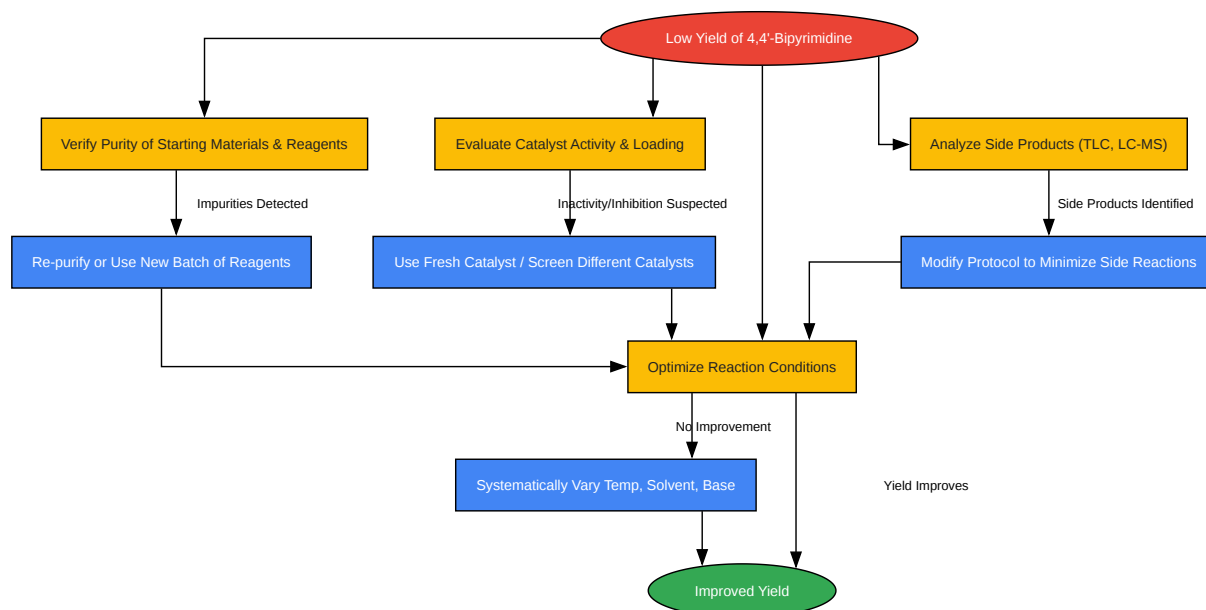 Low Yield of 4,4'-Bipyrimidine
Verify Purity of Starting Materials & Reagents
Evaluate Catalyst Activity & Loading
Analyze Side Products (TLC, LC-MS)
Impurities Detected
Inactivity/Inhibition Suspected
Side Products Identified
Re-purify or Use New Batch of Reagents
Use Fresh Catalyst / Screen Different Catalysts
Modify Protocol to Minimize Side Reactions
Optimize Reaction Conditions
No Improvement
Systematically Vary Temp, Solvent, Base
Yield Improves
Improved Yield